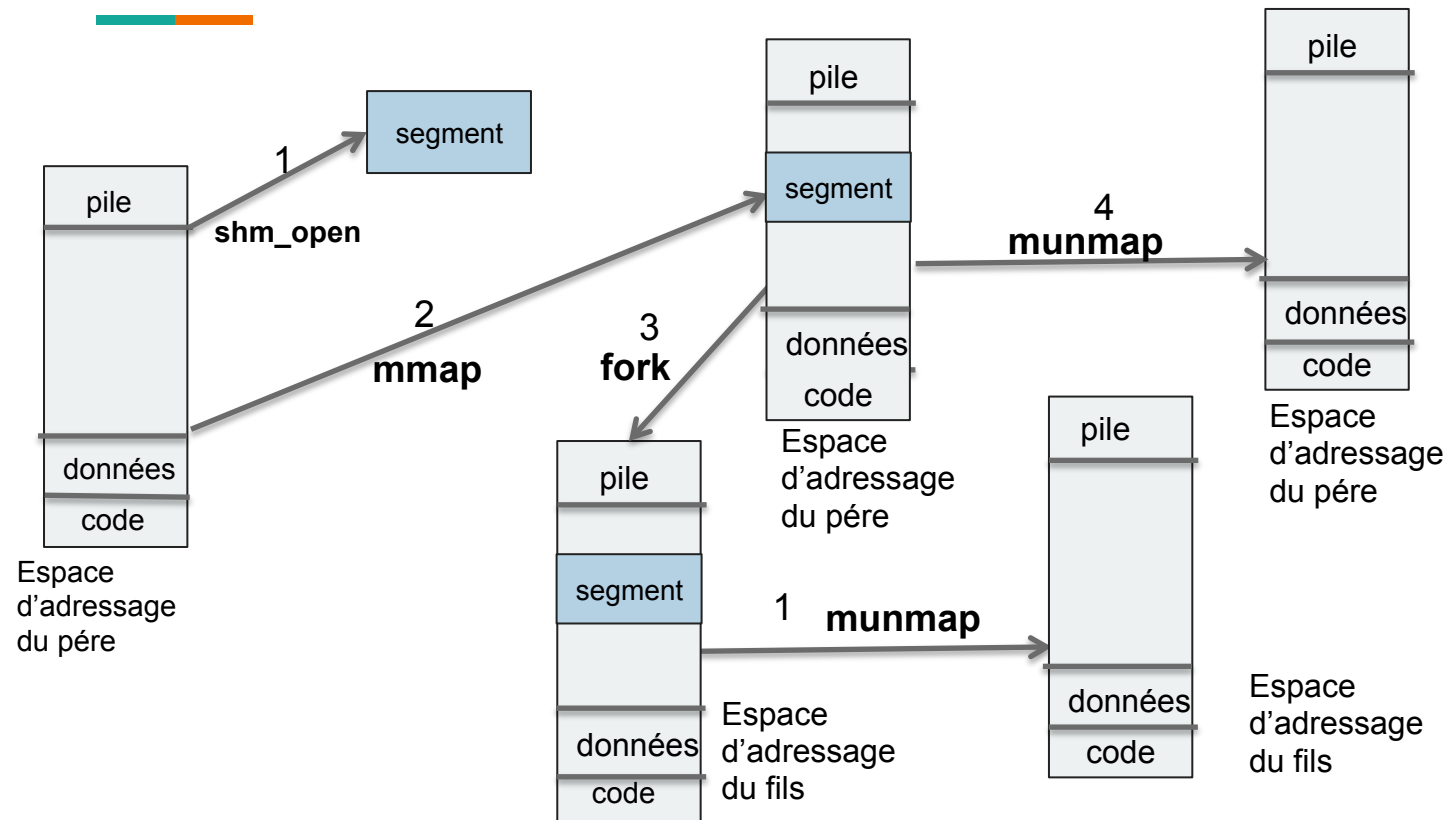 segment
1
shm_open
pile
données
code
Espace
d’adressage
du pére
2
mmap
pile
segment
données
code
Espace
d’adressage
du pére
3
fork
4
munmap
pile
données
code
Espace
d’adressage
du pére
pile
segment
données
code
Espace
d’adressage
du fils
1
munmap
pile
données
code
Espace
d’adressage
du fils